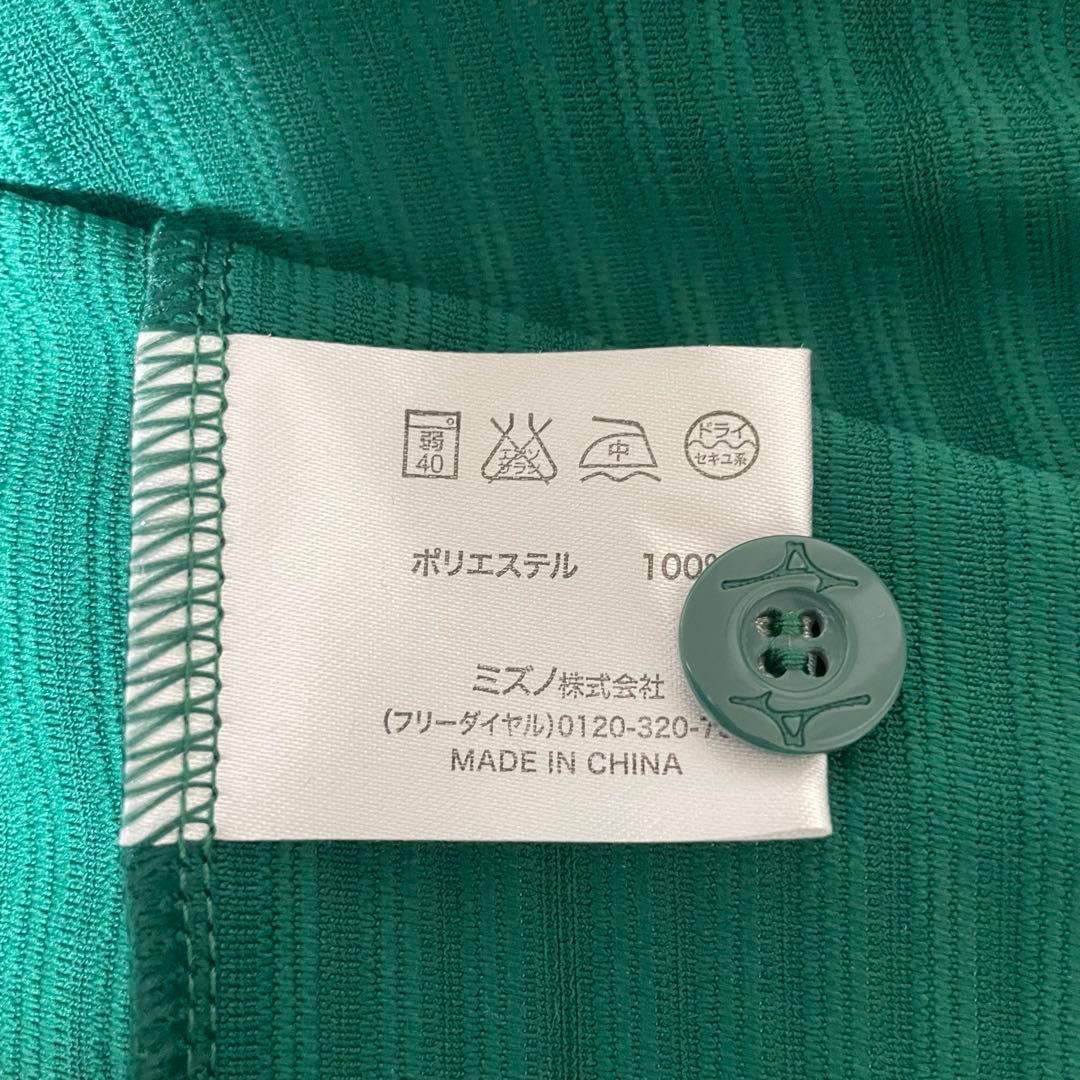 弱
40
エンソ
サラシ
中
ドライ
セキユ系
ポリエステル 100%
ミズノ株式会社
(フリーダイヤル)0120-320-7
MADE IN CHINA